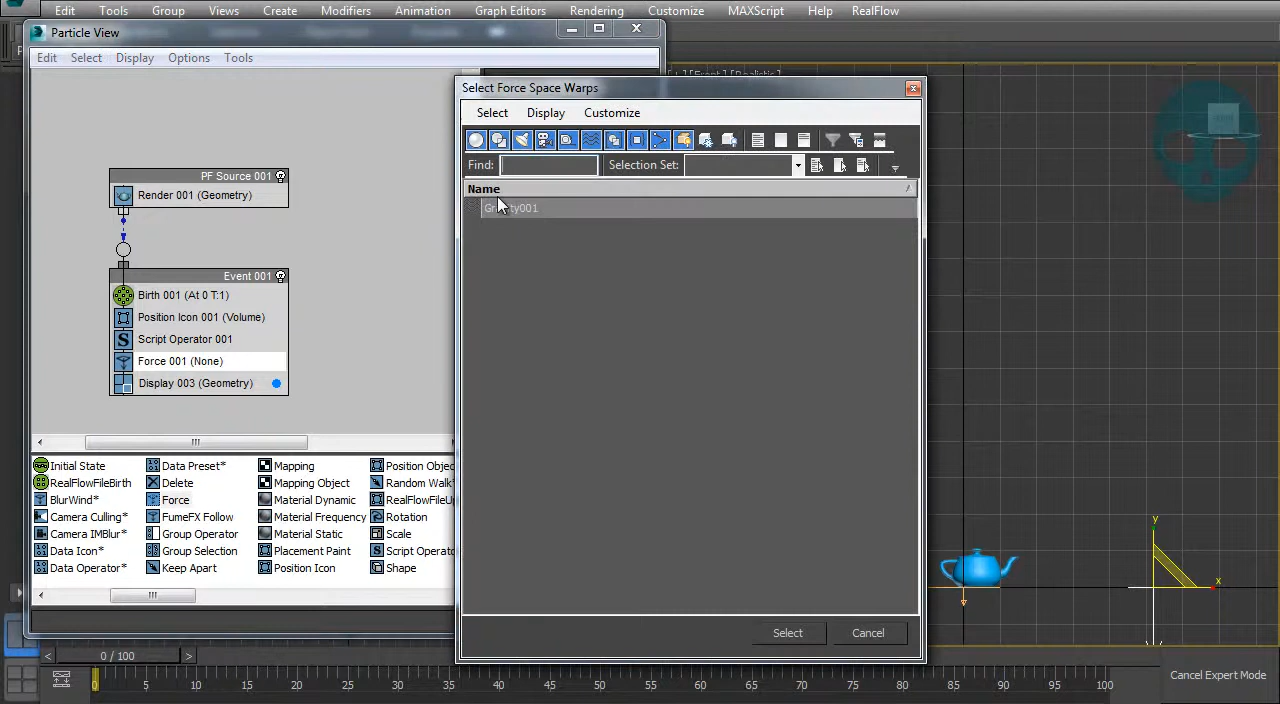 Edit Tools Group Views Create Modifiers Animation Graph Editors Rendering Customize MAXScript Help RealFlow
Particle View
Edit Select Display Options Tools
PF Source 001
Render 001 (Geometry)
Event 001
Birth 001 (At 0 T:1)
Position Icon 001 (Volume)
Script Operator 001
Force 001 (None)
Display 003 (Geometry)
Initial State Data Preset* Mapping Position Objec
RealFlowFileBirth Delete Mapping Object Random Walk*
BlurWind* Force Material Dynamic RealFlowFileUp
Camera Culling* FumeFX Follow Material Frequency Rotation
Camera IMBlur* Group Operator Material Static Scale
Data Icon* Group Selection Placement Paint Script Operato
Data Operator* Keep Apart Position Icon Shape
Select Force Space Warps
Select Display Customize
Find: Selection Set:
Name
Gravity001
Select Cancel
y
x
< 0 / 100 >
0 5 10 15 20 25 30 35 40 45 50 55 60 65 70 75 80 85 90 95 100
Cancel Expert Mode